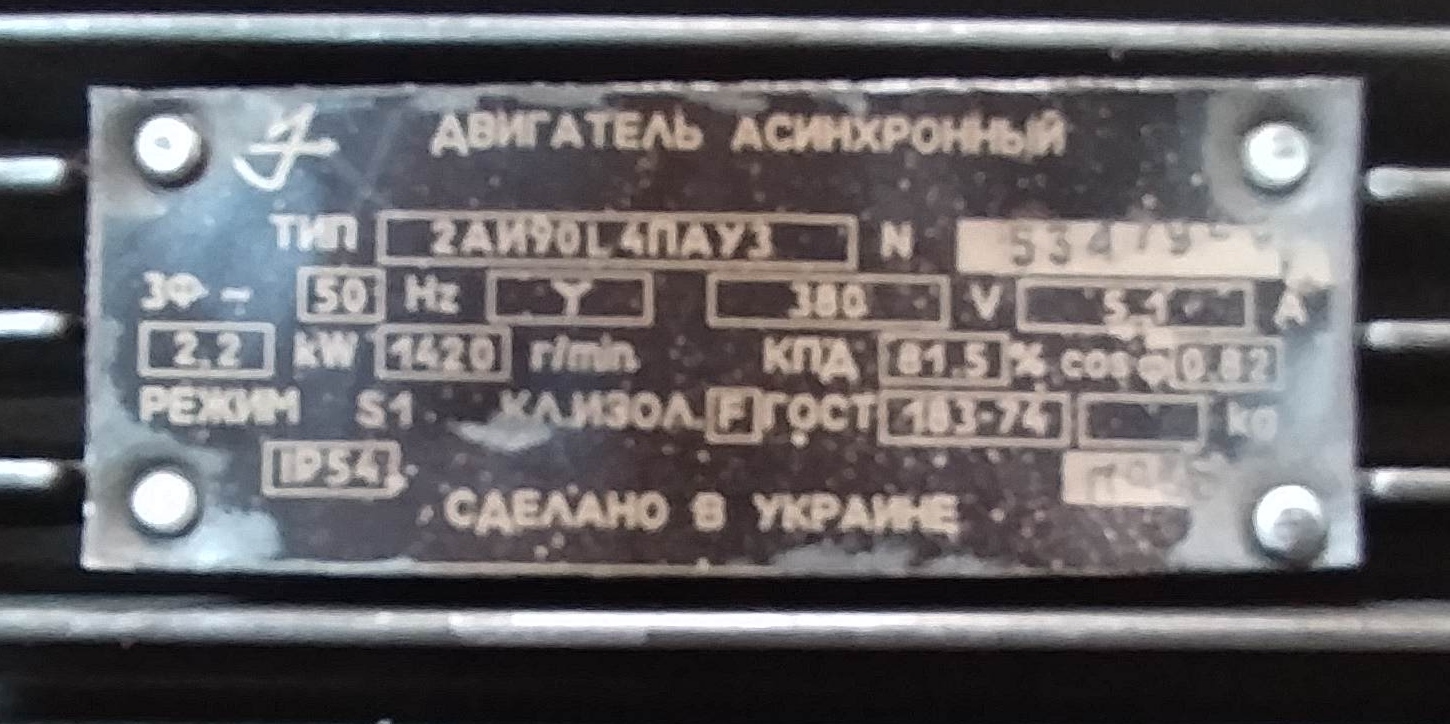 ДВИГАТЕЛЬ АСИНХРОННЫЙ
ТИП 2АИ90L4ПАУ3 N
3Ф ~ 50 Hz Y 380 V 5,1 A
2,2 kW 1420 r/min КПД 81.5 % cos φ 0.82
РЕЖИМ S1 КЛ.ИЗОЛ. F ГОСТ 183-74 kg
IP54
СДЕЛАНО В УКРАИНЕ